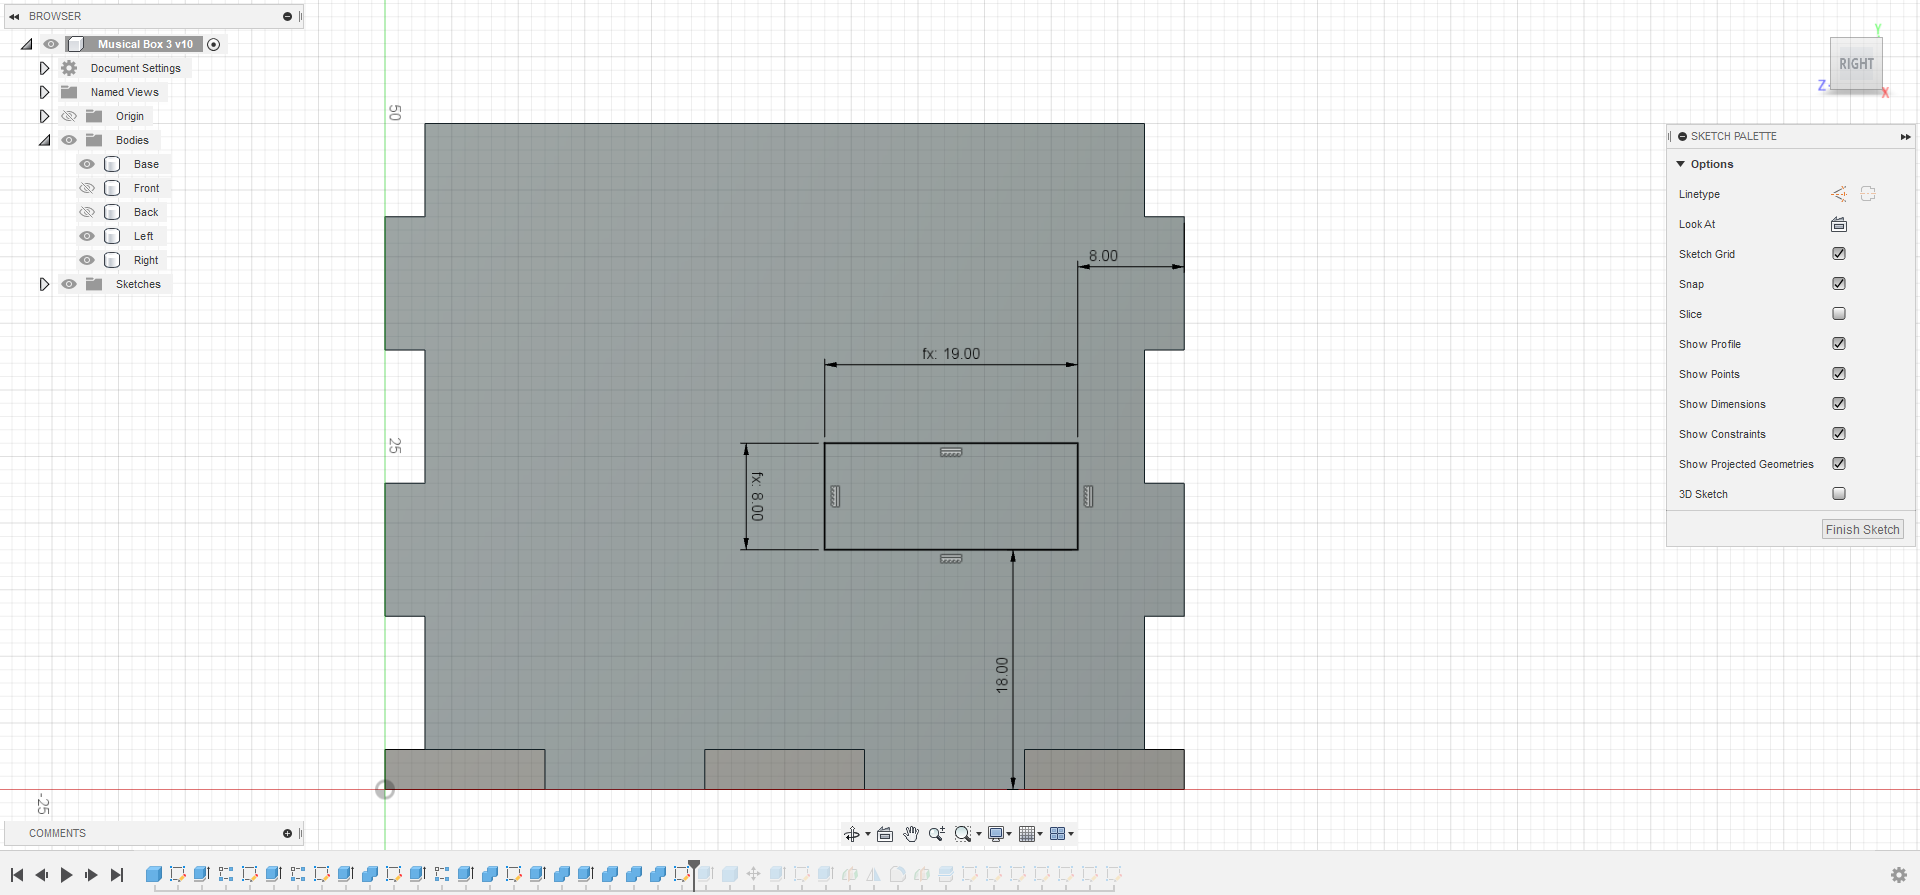 BROWSER
Musical Box 3 v10
Document Settings
Named Views
Origin
Bodies
Base
Front
Back
Left
Right
Sketches
50
25
-25
8.00
fx: 19.00
fx: 8.00
18.00
Y
RIGHT
Z
X
SKETCH PALETTE
Options
Linetype
Look At
Sketch Grid
Snap
Slice
Show Profile
Show Points
Show Dimensions
Show Constraints
Show Projected Geometries
3D Sketch
Finish Sketch
COMMENTS